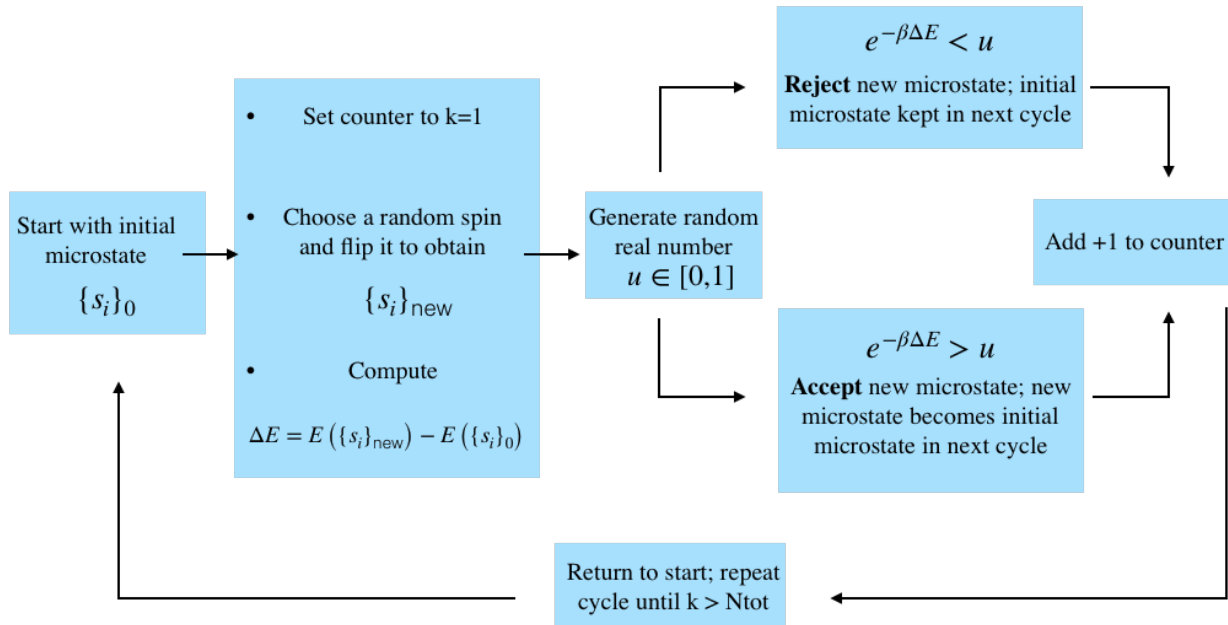 Start with initial
microstate
{s_i}_0
• Set counter to k=1
• Choose a random spin
and flip it to obtain
{s_i}_new
• Compute
ΔE = E ({s_i}_new) − E ({s_i}_0)
Generate random
real number
u ∈ [0,1]
e^{−βΔE} < u
Reject new microstate; initial
microstate kept in next cycle
e^{−βΔE} > u
Accept new microstate; new
microstate becomes initial
microstate in next cycle
Add +1 to counter
Return to start; repeat
cycle until k > Ntot